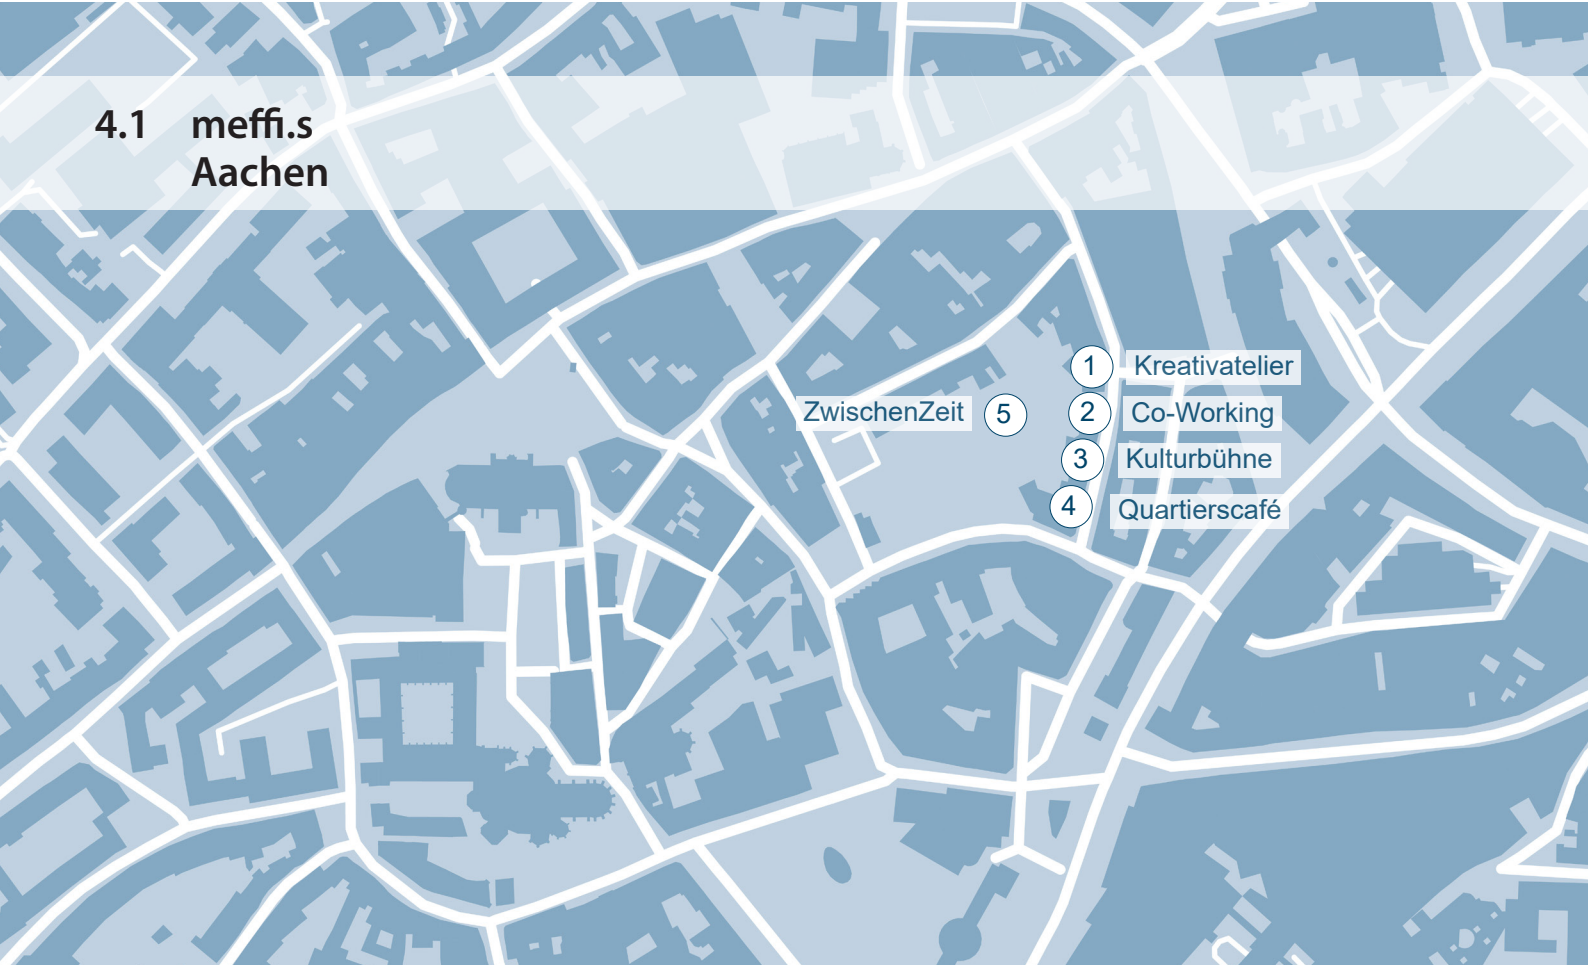 4.1 meffi.s
Aachen
1 Kreativatelier
ZwischenZeit 5
2 Co-Working
3 Kulturbühne
4 Quartierscafé